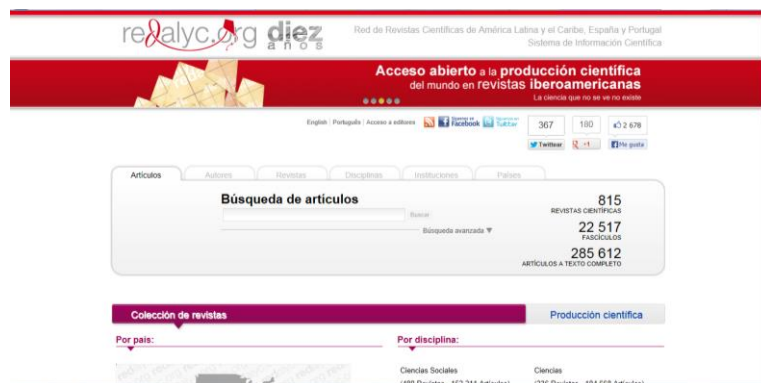 redalyc.org diez años
Red de Revistas Científicas de América Latina y el Caribe, España y Portugal
Sistema de Información Científica
Acceso abierto a la producción científica
del mundo en revistas iberoamericanas
La ciencia que no se ve no existe
English | Português | Acceso a editores Facebook Twitter
367 180 2 678
Twittear +1 Me gusta
Artículos Autores Revistas Disciplinas Instituciones Países
Búsqueda de artículos
Buscar
Búsqueda avanzada
815
REVISTAS CIENTÍFICAS
22 517
FASCÍCULOS
285 612
ARTÍCULOS A TEXTO COMPLETO
Colección de revistas Producción científica
Por país: Por disciplina:
Ciencias Sociales Ciencias